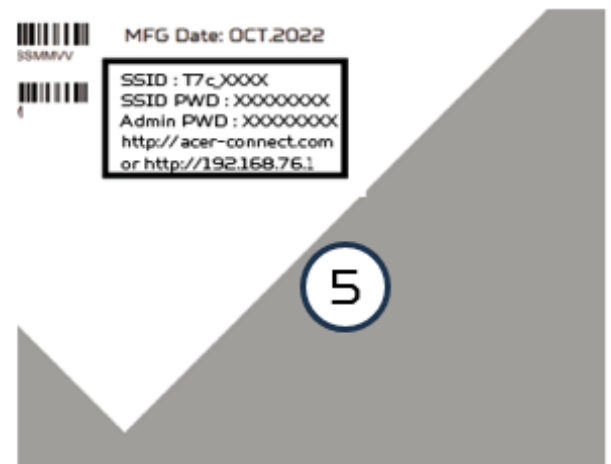 MFG Date: OCT.2022
SSMMVV
SSID : T7c_XXXX
SSID PWD : XXXXXXXX
Admin PWD : XXXXXXXX
http://acer-connect.com
or http://192.168.76.1
5